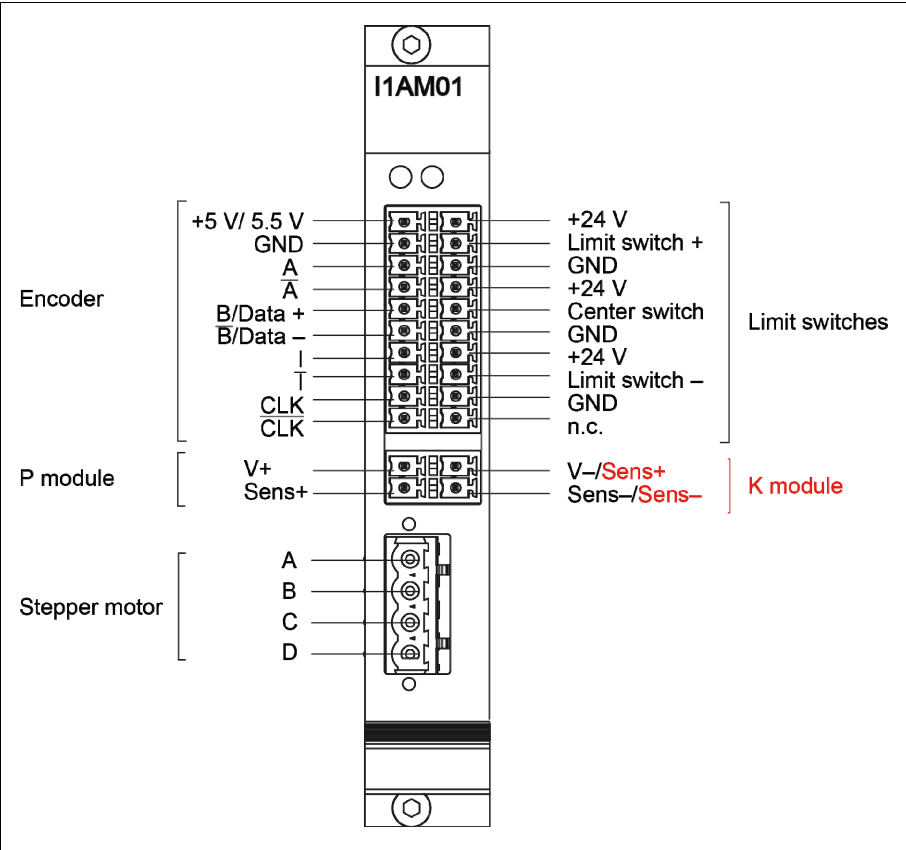 I1AM01
Encoder
+5 V/ 5.5 V
GND
A
A̅
B/Data +
B̅/Data –
I
I̅
CLK
C̅L̅K̅
+24 V
Limit switch +
GND
+24 V
Center switch
GND
+24 V
Limit switch –
GND
n.c.
Limit switches
P module
V+
Sens+
V–/Sens+
Sens–/Sens–
K module
Stepper motor
A
B
C
D